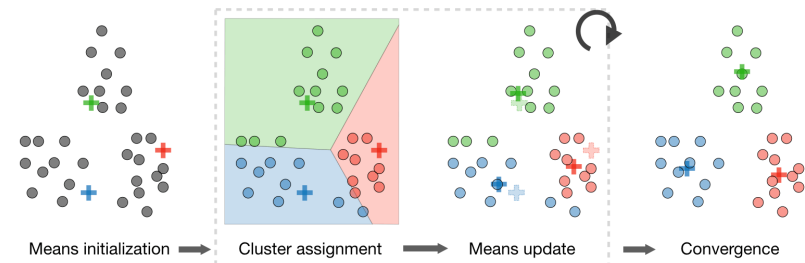 Means initialization
Cluster assignment
Means update
Convergence